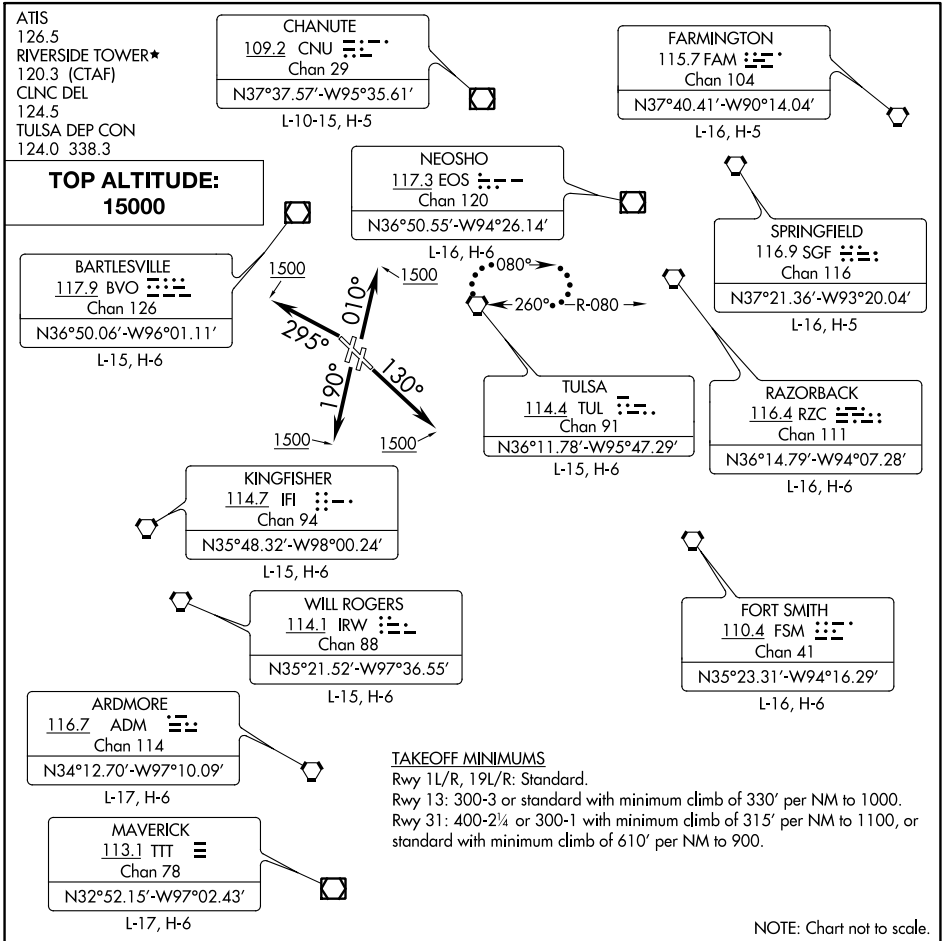 ATIS
126.5
RIVERSIDE TOWER★
120.3 (CTAF)
CLNC DEL
124.5
TULSA DEP CON
124.0 338.3
TOP ALTITUDE:
15000
CHANUTE
109.2 CNU
Chan 29
N37°37.57'-W95°35.61'
L-10-15, H-5
FARMINGTON
115.7 FAM
Chan 104
N37°40.41'-W90°14.04'
L-16, H-5
NEOSHO
117.3 EOS
Chan 120
N36°50.55'-W94°26.14'
L-16, H-6
SPRINGFIELD
116.9 SGF
Chan 116
N37°21.36'-W93°20.04'
L-16, H-5
BARTLESVILLE
117.9 BVO
Chan 126
N36°50.06'-W96°01.11'
L-15, H-6
1500
1500
295°
010°
190°
130°
1500
1500
080°
260°
R-080
TULSA
114.4 TUL
Chan 91
N36°11.78'-W95°47.29'
L-15, H-6
RAZORBACK
116.4 RZC
Chan 111
N36°14.79'-W94°07.28'
L-16, H-6
KINGFISHER
114.7 IFI
Chan 94
N35°48.32'-W98°00.24'
L-15, H-6
WILL ROGERS
114.1 IRW
Chan 88
N35°21.52'-W97°36.55'
L-15, H-6
FORT SMITH
110.4 FSM
Chan 41
N35°23.31'-W94°16.29'
L-16, H-6
ARDMORE
116.7 ADM
Chan 114
N34°12.70'-W97°10.09'
L-17, H-6
MAVERICK
113.1 TTT
Chan 78
N32°52.15'-W97°02.43'
L-17, H-6
TAKEOFF MINIMUMS
Rwy 1L/R, 19L/R: Standard.
Rwy 13: 300-3 or standard with minimum climb of 330' per NM to 1000.
Rwy 31: 400-2¼ or 300-1 with minimum climb of 315' per NM to 1100, or
standard with minimum climb of 610' per NM to 900.
NOTE: Chart not to scale.